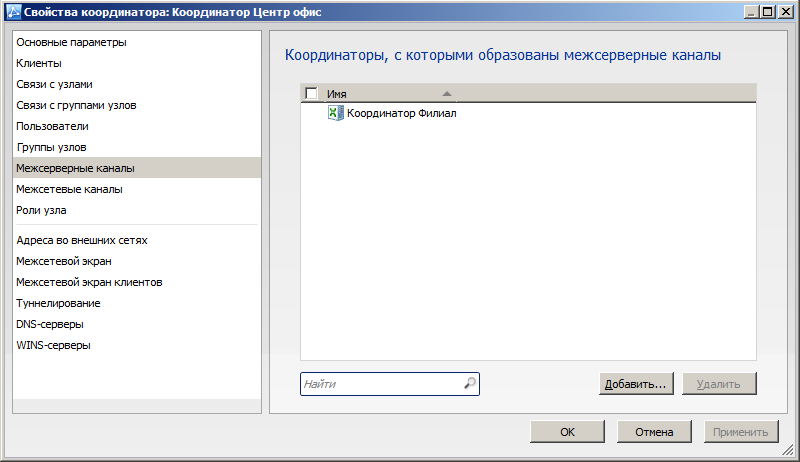 Свойства координатора: Координатор Центр офис
Основные параметры
Клиенты
Связи с узлами
Связи с группами узлов
Пользователи
Группы узлов
Межсерверные каналы
Межсетевые каналы
Роли узла
Адреса во внешних сетях
Межсетевой экран
Межсетевой экран клиентов
Туннелирование
DNS-серверы
WINS-серверы
Координаторы, с которыми образованы межсерверные каналы
Имя
Координатор Филиал
Найти
Добавить...
Удалить
OK
Отмена
Применить